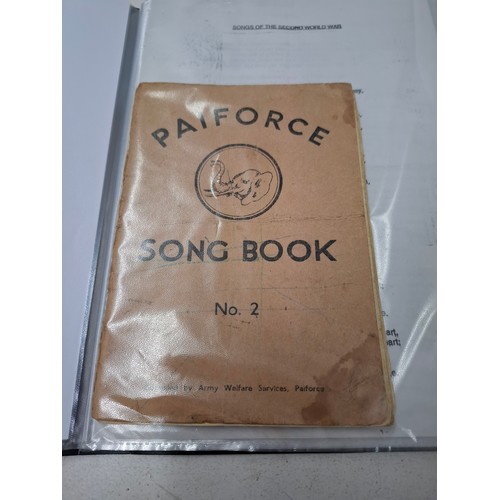 SONGS OF THE SECOND WORLD WAR
PAIFORCE
SONG BOOK
No. 2
by Army Welfare Services, Paiforce